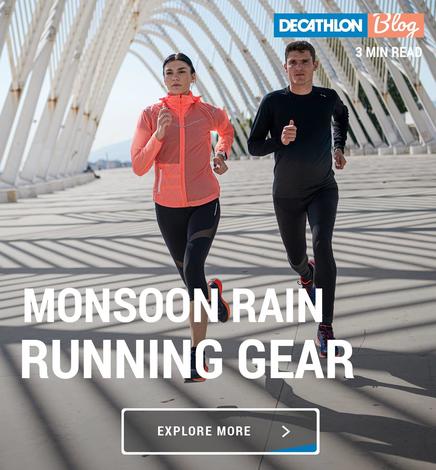 DECATHLON Blog
3 MIN READ
MONSOON RAIN
RUNNING GEAR
EXPLORE MORE